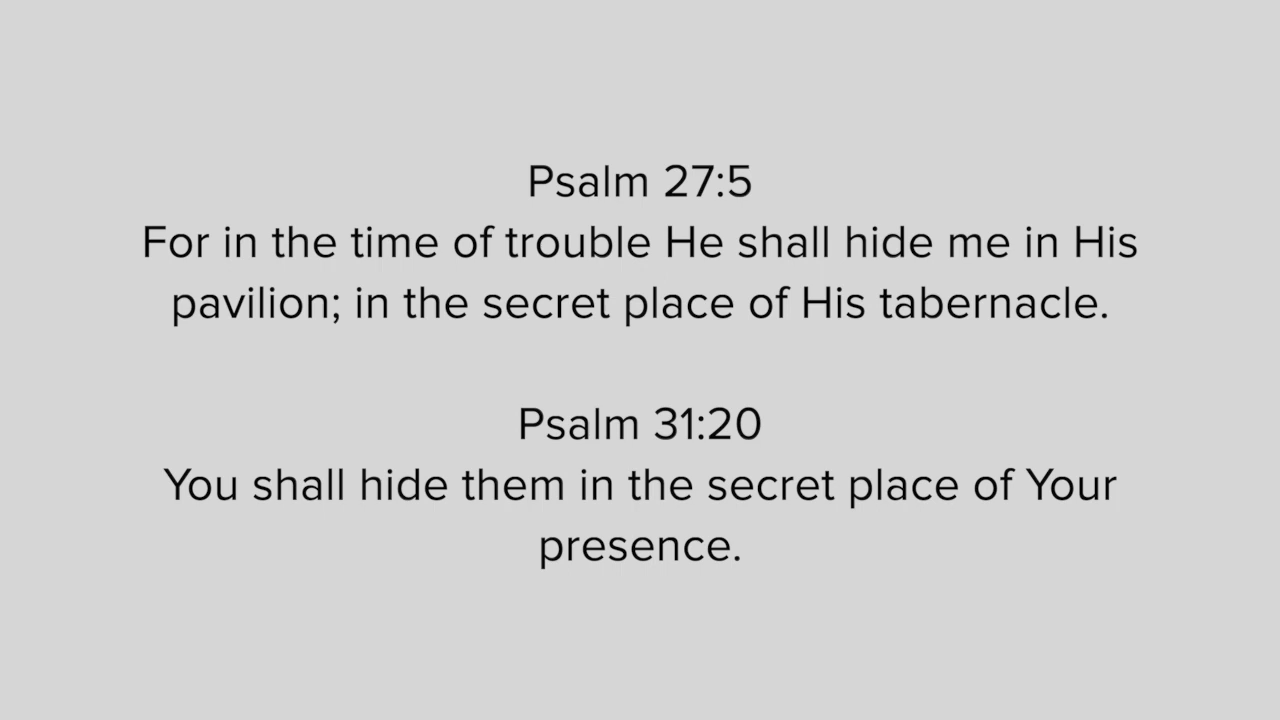 Psalm 27:5
For in the time of trouble He shall hide me in His
pavilion; in the secret place of His tabernacle.
Psalm 31:20
You shall hide them in the secret place of Your
presence.